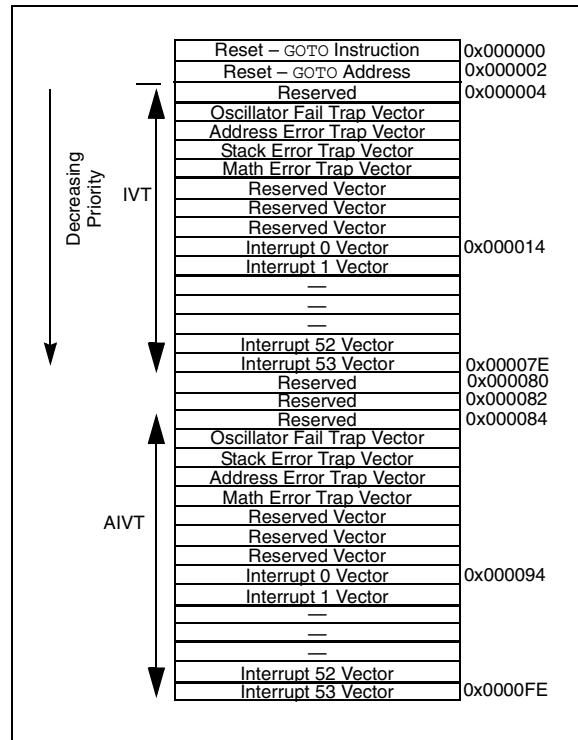 Reset – GOTO Instruction 0x000000
Reset – GOTO Address 0x000002
Reserved 0x000004
Oscillator Fail Trap Vector
Address Error Trap Vector
Stack Error Trap Vector
Math Error Trap Vector
Reserved Vector
Reserved Vector
Reserved Vector
Interrupt 0 Vector 0x000014
Interrupt 1 Vector
—
—
—
Interrupt 52 Vector
Interrupt 53 Vector 0x00007E
Decreasing
Priority
IVT
Reserved 0x000080
Reserved 0x000082
Reserved 0x000084
Oscillator Fail Trap Vector
Stack Error Trap Vector
Address Error Trap Vector
Math Error Trap Vector
Reserved Vector
Reserved Vector
Reserved Vector
Interrupt 0 Vector 0x000094
Interrupt 1 Vector
—
—
—
Interrupt 52 Vector
Interrupt 53 Vector 0x0000FE
AIVT